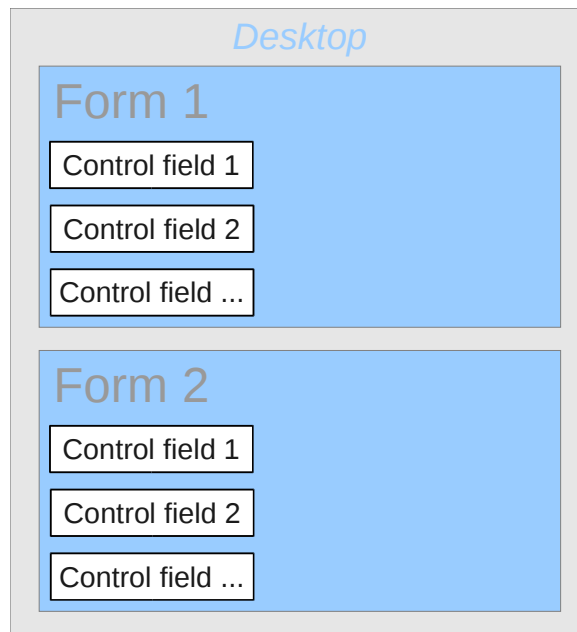 Desktop
Form 1
Control field 1
Control field 2
Control field ...
Form 2
Control field 1
Control field 2
Control field ...